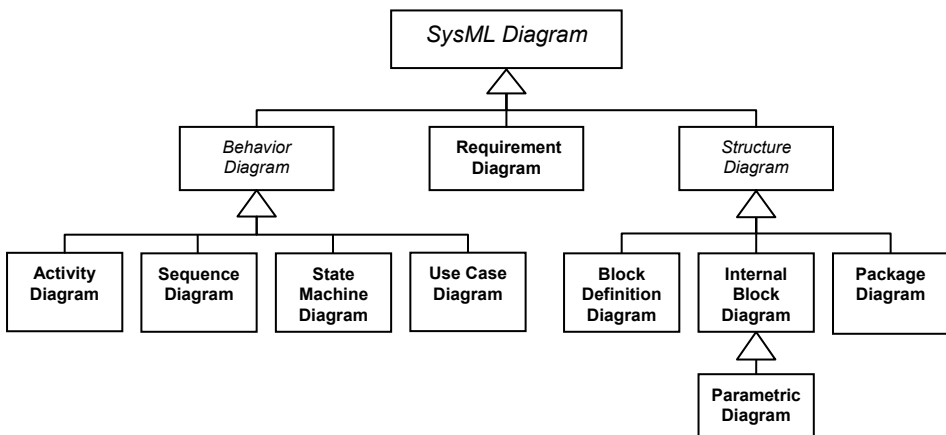 SysML Diagram
Behavior
Diagram
Requirement
Diagram
Structure
Diagram
Activity
Diagram
Sequence
Diagram
State
Machine
Diagram
Use Case
Diagram
Block
Definition
Diagram
Internal
Block
Diagram
Package
Diagram
Parametric
Diagram